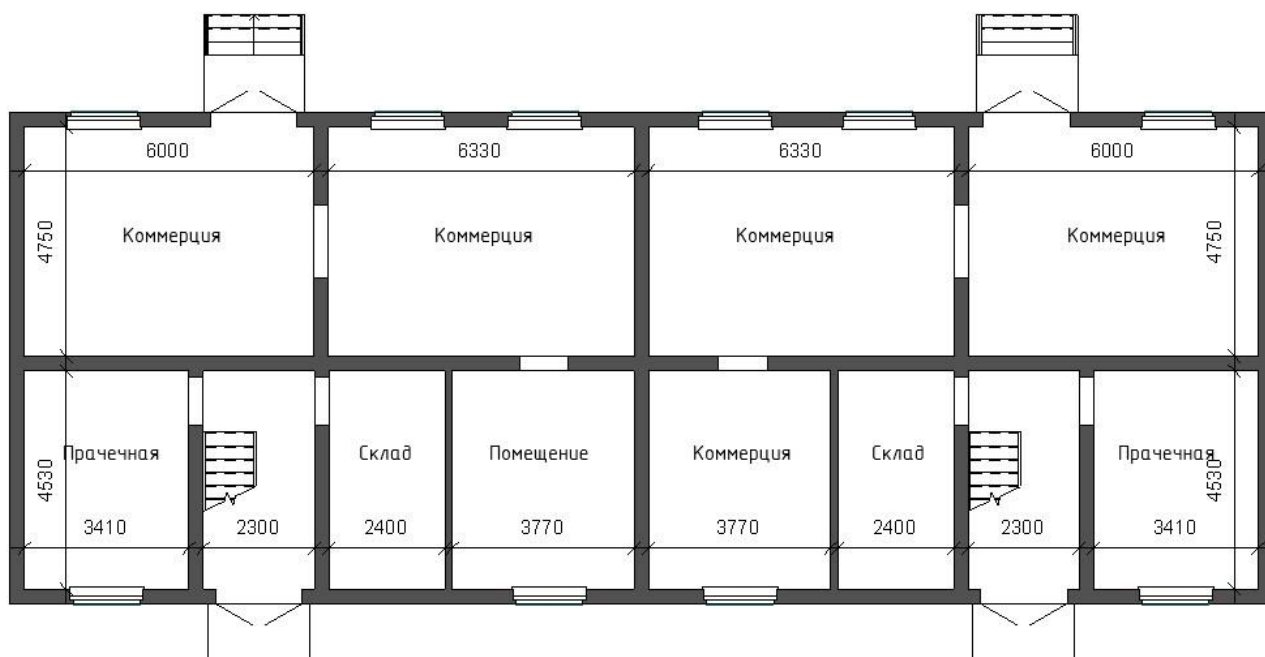 6000 6330 6330 6000
4750 Коммерция Коммерция Коммерция Коммерция 4750
Прачечная Склад Помещение Коммерция Склад Прачечная
4530 4530
3410 2300 2400 3770 3770 2400 2300 3410